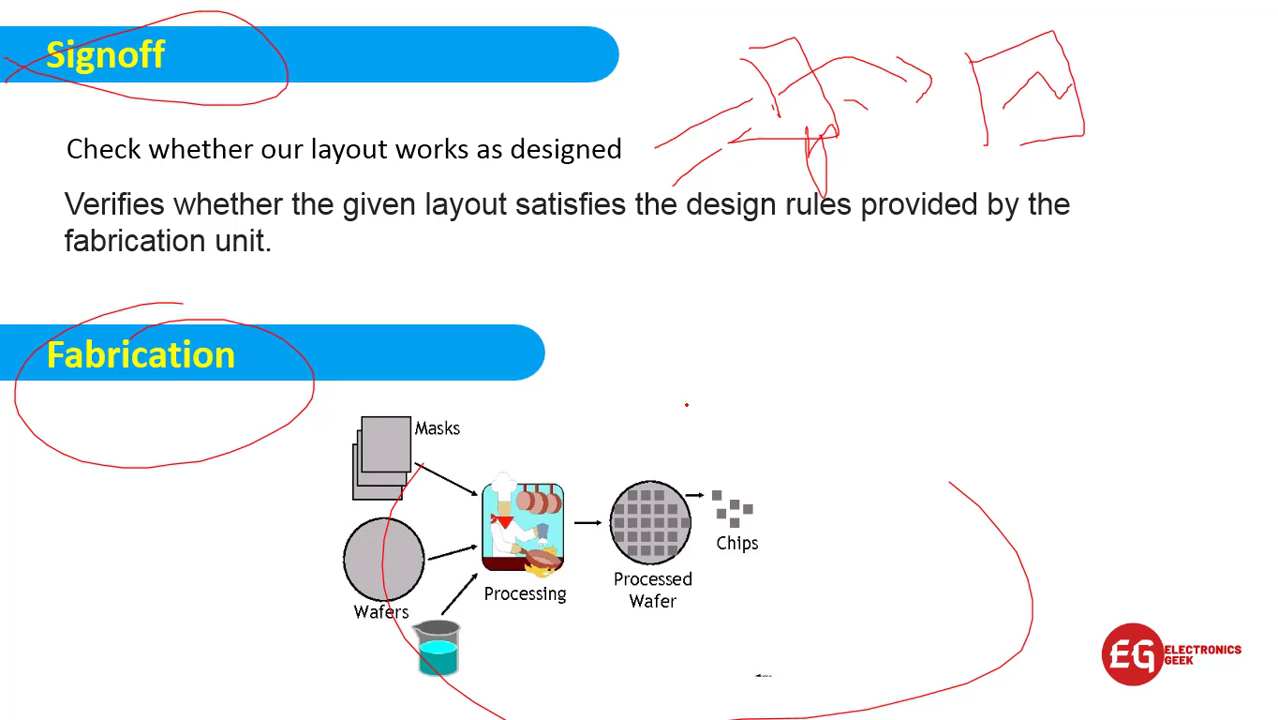 Signoff
Check whether our layout works as designed
Verifies whether the given layout satisfies the design rules provided by the
fabrication unit.
Fabrication
Masks
Wafers
Processing
Processed
Wafer
Chips
EG ELECTRONICS
GEEK